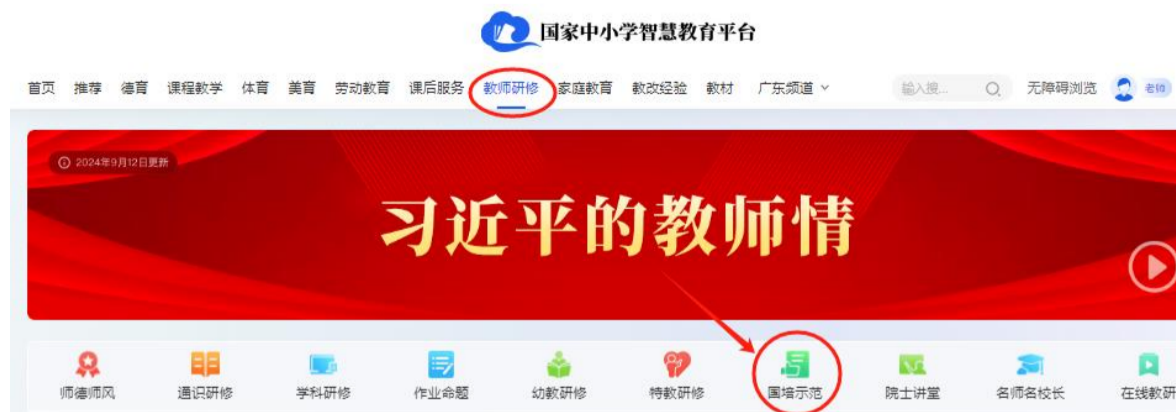 国家中小学智慧教育平台
首页 推荐 德育 课程教学 体育 美育 劳动教育 课后服务 教师研修 家庭教育 教改经验 教材 广东频道 输入搜... 无障碍浏览 老师
2024年9月12日更新
习近平的教师情
师德师风 通识研修 学科研修 作业命题 幼教研修 特教研修 国培示范 院士讲堂 名师名校长 在线教研